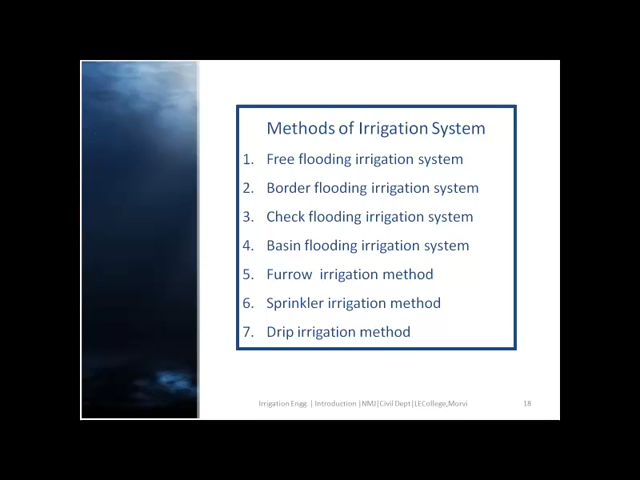 Methods of Irrigation System
1. Free flooding irrigation system
2. Border flooding irrigation system
3. Check flooding irrigation system
4. Basin flooding irrigation system
5. Furrow irrigation method
6. Sprinkler irrigation method
7. Drip irrigation method
Irrigation Engg. | Introduction |NMJ|Civil Dept|LECollege,Morvi
18